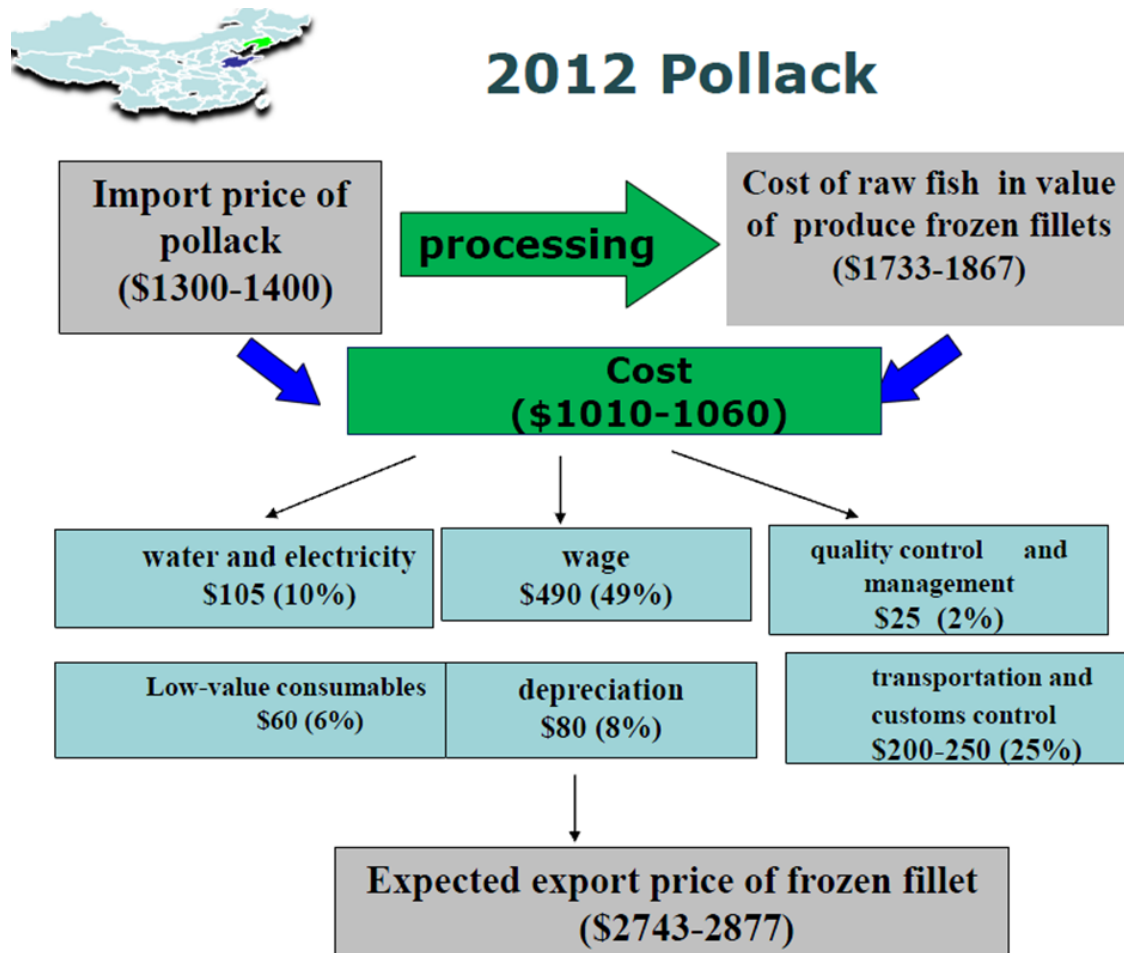 2012 Pollack
Import price of
pollack
($1300-1400)
processing
Cost of raw fish in value
of produce frozen fillets
($1733-1867)
Cost
($1010-1060)
water and electricity
$105 (10%)
wage
$490 (49%)
quality control and
management
$25 (2%)
Low-value consumables
$60 (6%)
depreciation
$80 (8%)
transportation and
customs control
$200-250 (25%)
Expected export price of frozen fillet
($2743-2877)